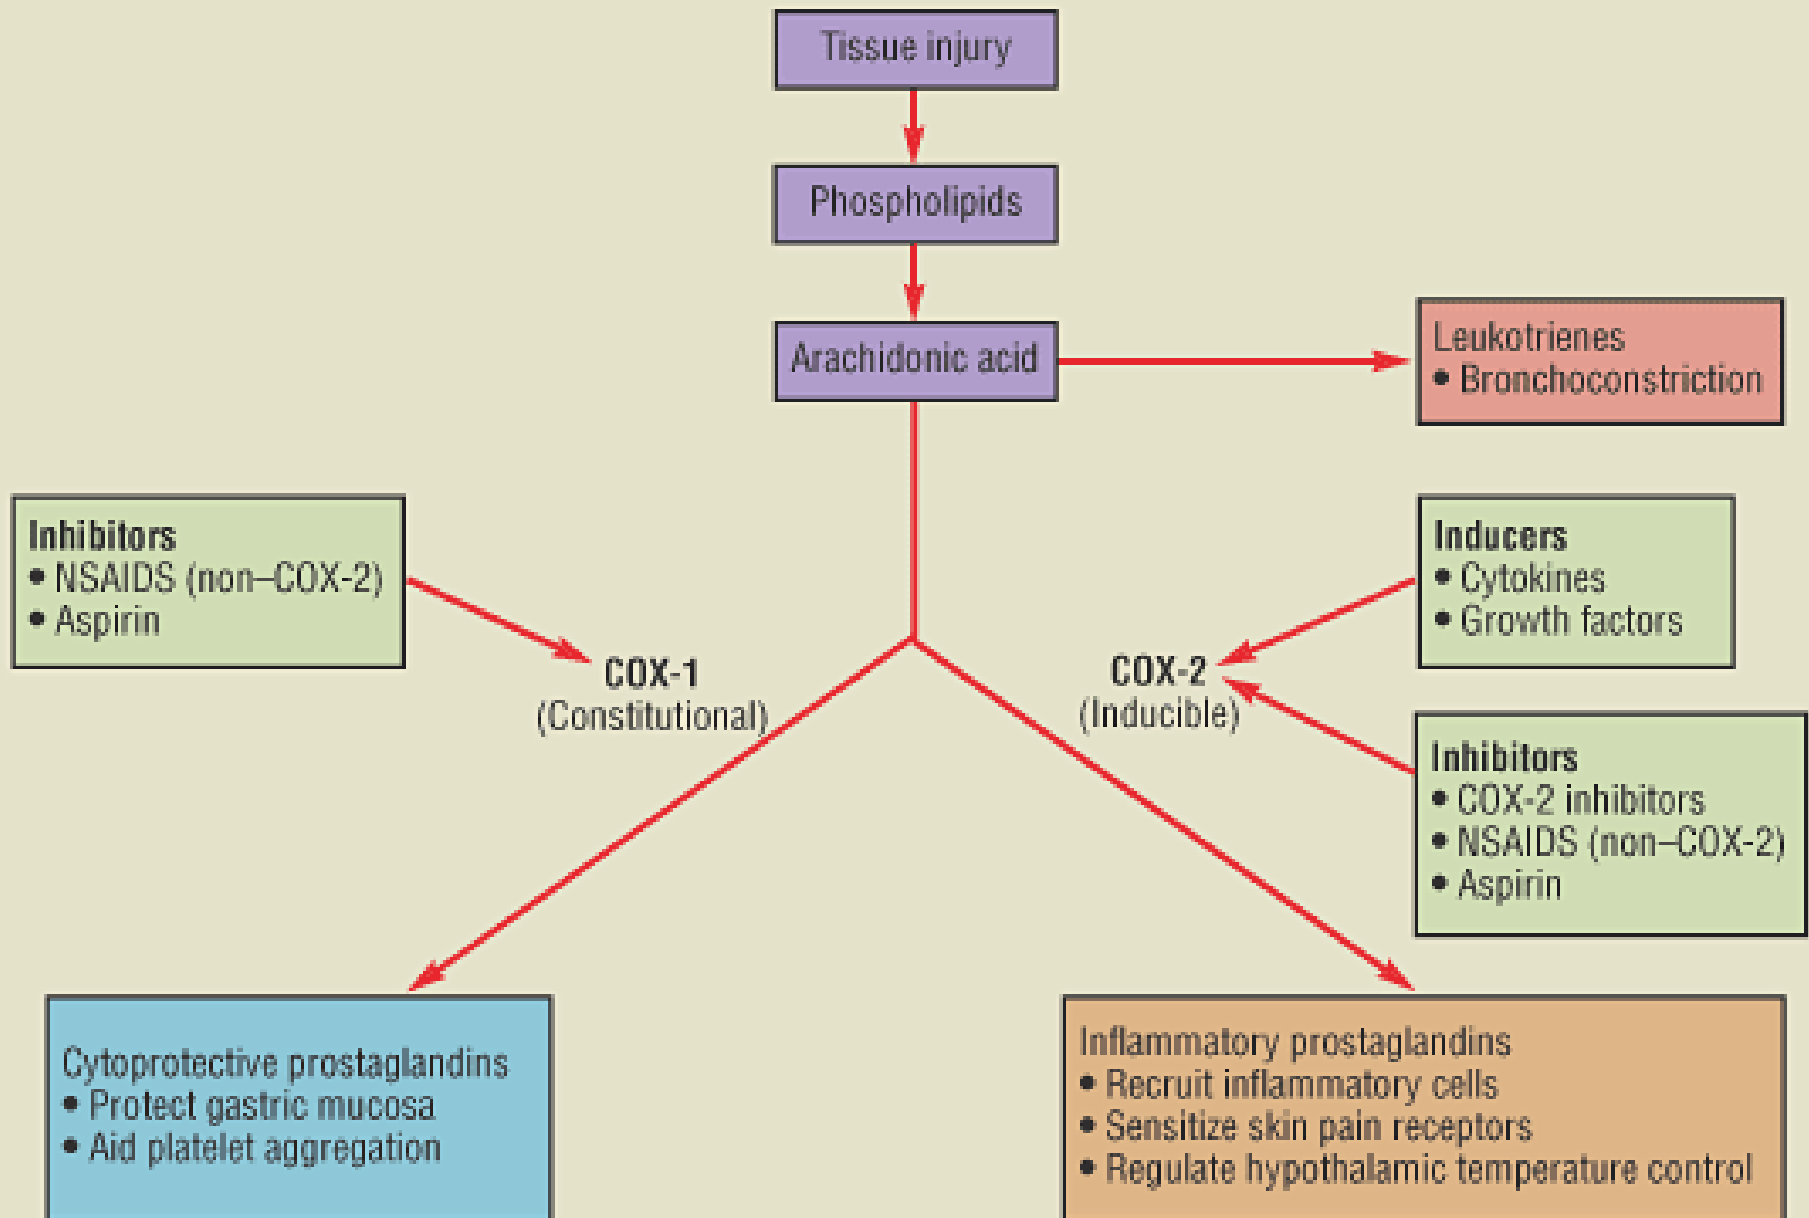 Tissue injury
Phospholipids
Arachidonic acid
Leukotrienes
• Bronchoconstriction
Inhibitors
• NSAIDS (non–COX-2)
• Aspirin
Inducers
• Cytokines
• Growth factors
COX-1
(Constitutional)
COX-2
(Inducible)
Inhibitors
• COX-2 inhibitors
• NSAIDS (non–COX-2)
• Aspirin
Cytoprotective prostaglandins
• Protect gastric mucosa
• Aid platelet aggregation
Inflammatory prostaglandins
• Recruit inflammatory cells
• Sensitize skin pain receptors
• Regulate hypothalamic temperature control